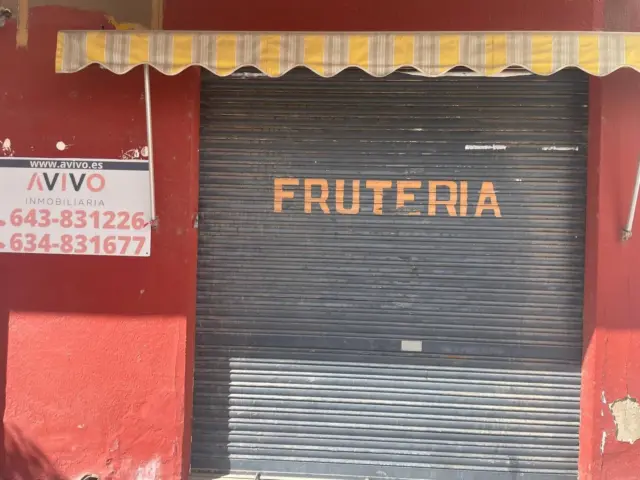 www.avivo.es
AVIVO
INMOBILIARIA
643-831226
634-831677
FRUTERIA